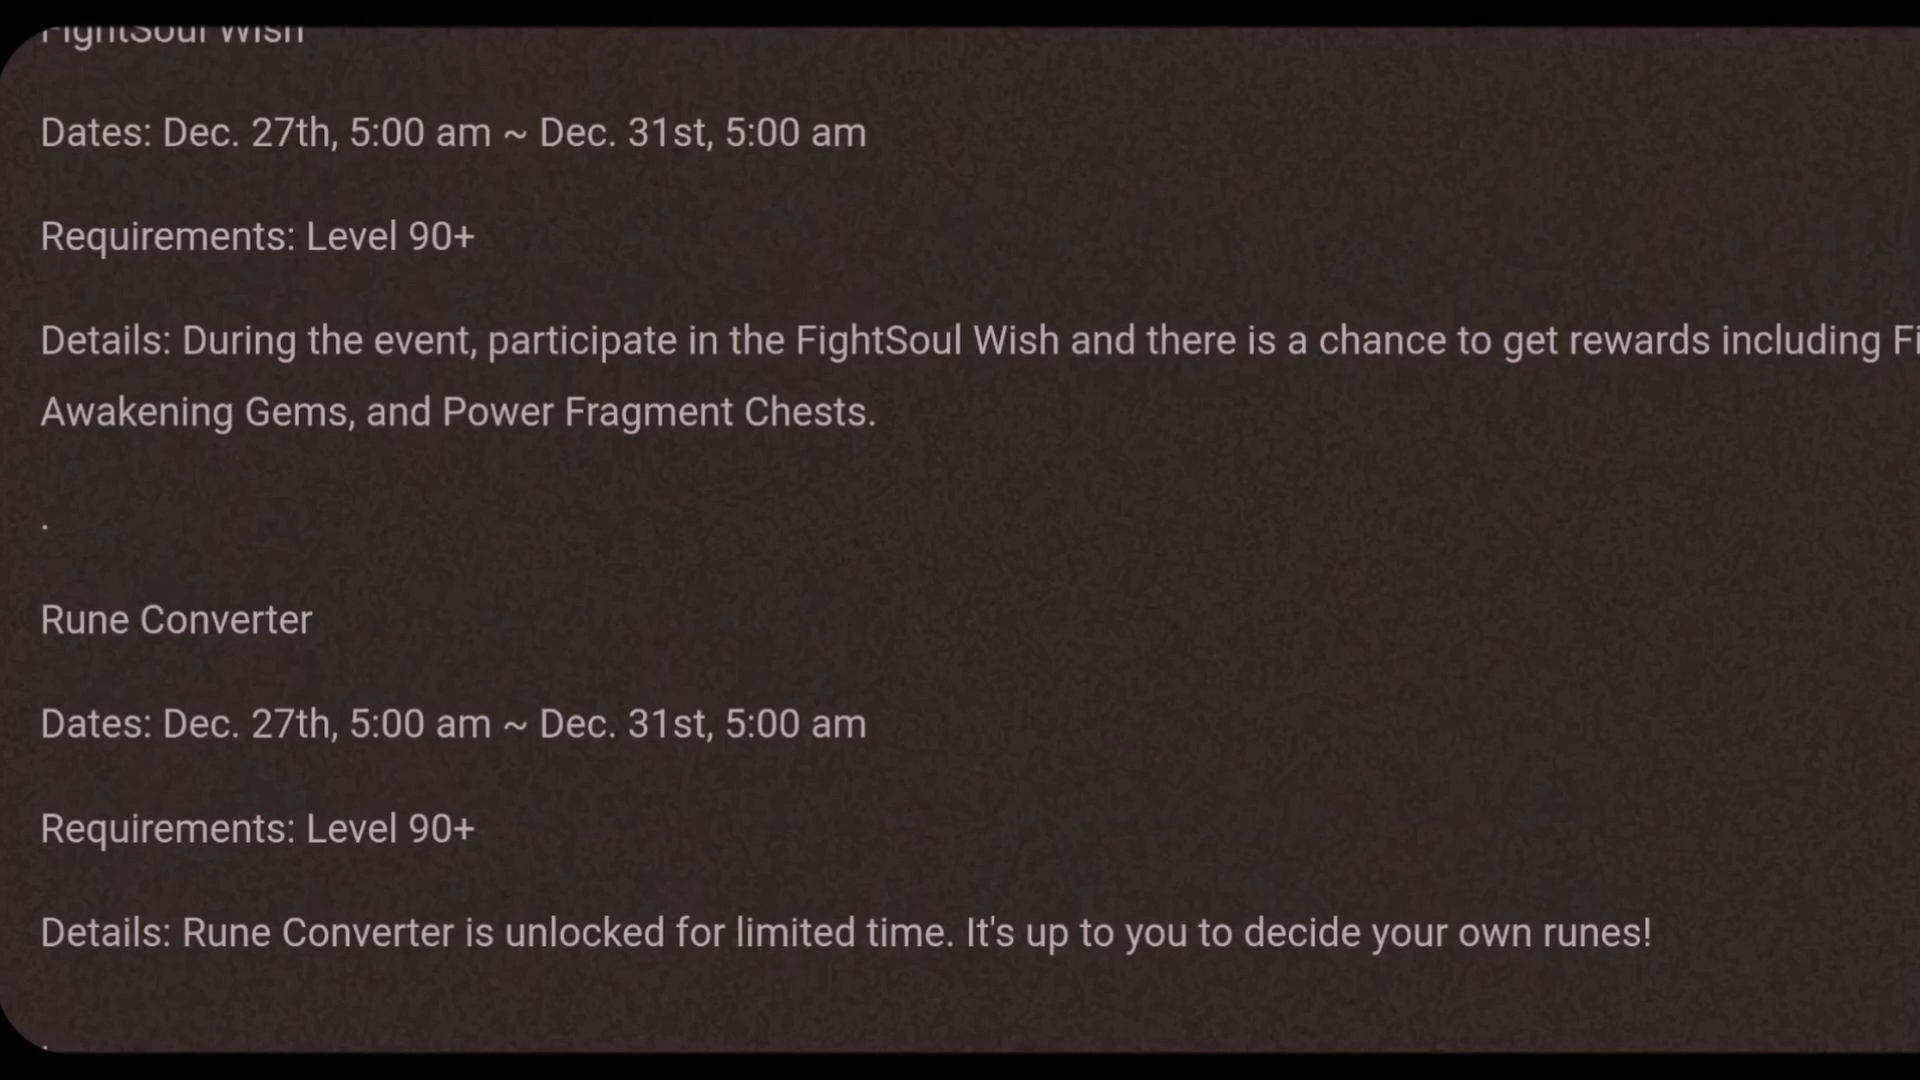 FightSoul Wish
Dates: Dec. 27th, 5:00 am ~ Dec. 31st, 5:00 am
Requirements: Level 90+
Details: During the event, participate in the FightSoul Wish and there is a chance to get rewards including
Awakening Gems, and Power Fragment Chests.
.
Rune Converter
Dates: Dec. 27th, 5:00 am ~ Dec. 31st, 5:00 am
Requirements: Level 90+
Details: Rune Converter is unlocked for limited time. It's up to you to decide your own runes!
.